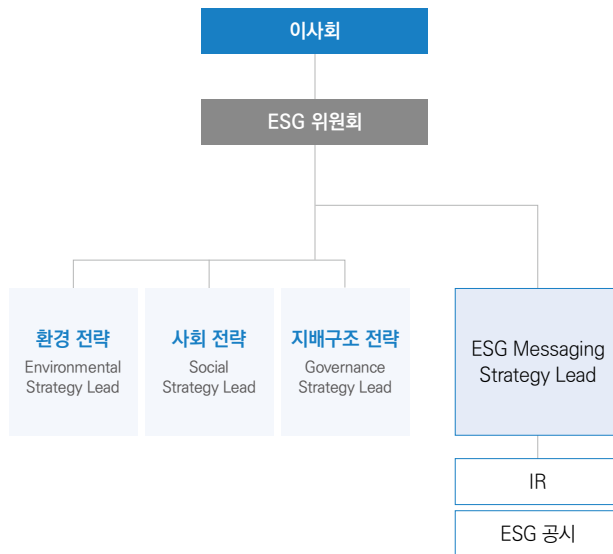 이사회
ESG 위원회
환경 전략
Environmental
Strategy Lead
사회 전략
Social
Strategy Lead
지배구조 전략
Governance
Strategy Lead
ESG Messaging
Strategy Lead
IR
ESG 공시